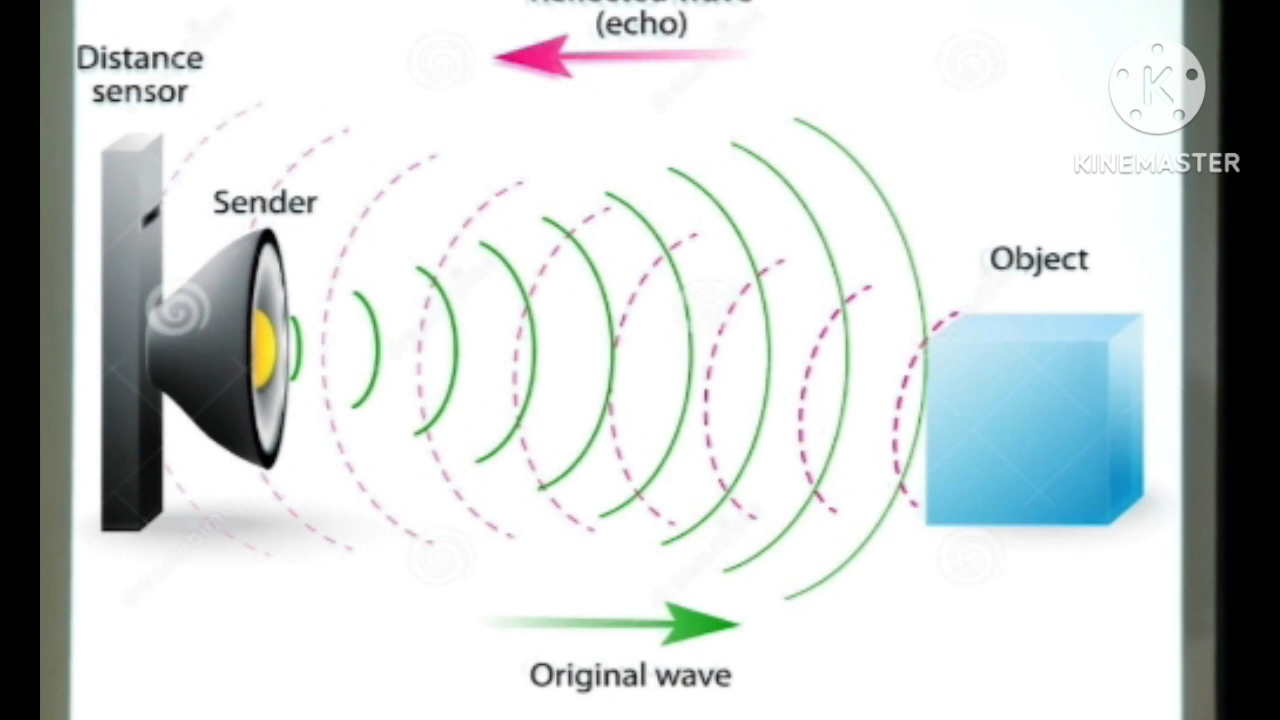 (echo)
Distance
sensor
K
KINEMASTER
Sender
Object
Original wave